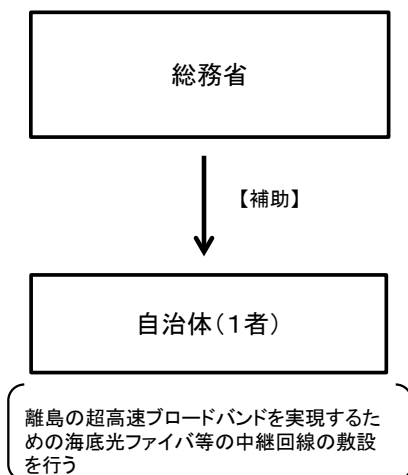 総務省
【補助】
自治体（１者）
離島の超高速ブロードバンドを実現するた
めの海底光ファイバ等の中継回線の敷設
を行う